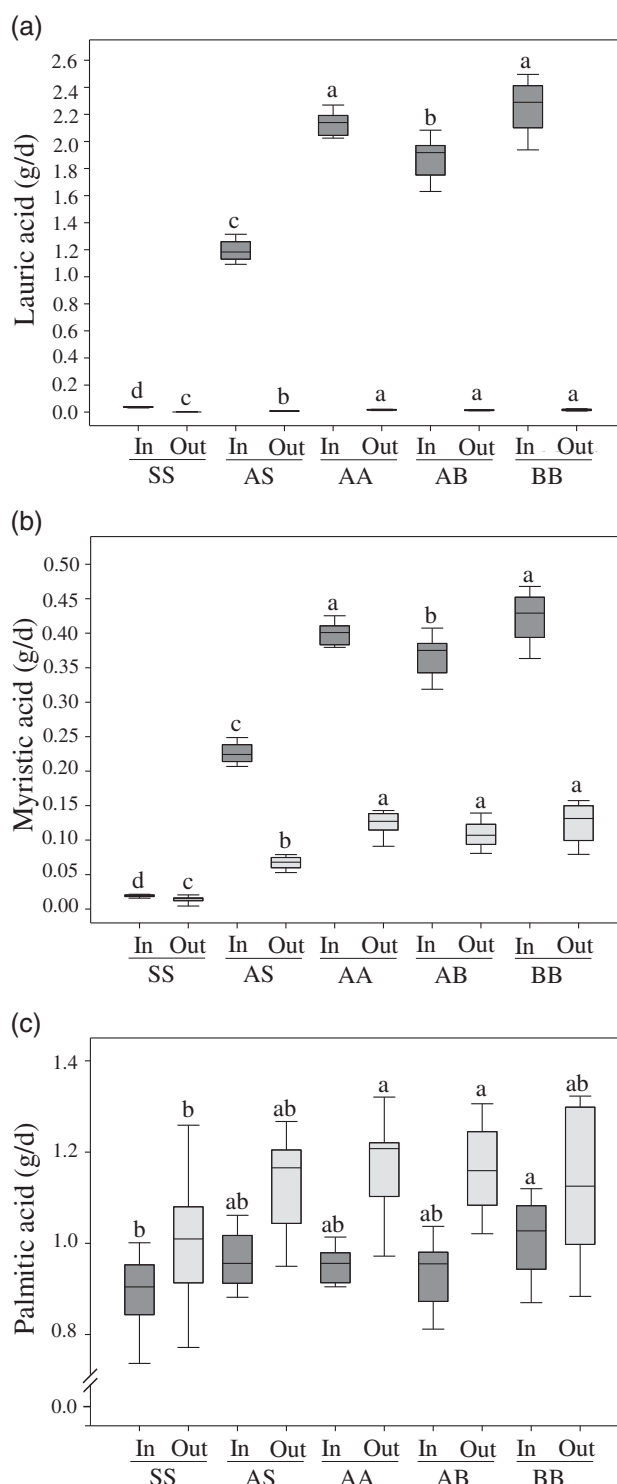 (a)
Lauric acid (g/d)
2.6
2.4
2.2
2.0
1.8
1.6
1.4
1.2
1.0
0.8
0.6
0.4
0.2
0.0
d c c b a a b a a a
In Out In Out In Out In Out In Out
SS AS AA AB BB
(b)
Myristic acid (g/d)
0.50
0.45
0.40
0.35
0.30
0.25
0.20
0.15
0.10
0.05
0.00
d c c b a a b a a a
In Out In Out In Out In Out In Out
SS AS AA AB BB
(c)
Palmitic acid (g/d)
1.4
1.2
1.0
0.8
0.0
b b ab ab ab a ab a a ab
In Out In Out In Out In Out In Out
SS AS AA AB BB